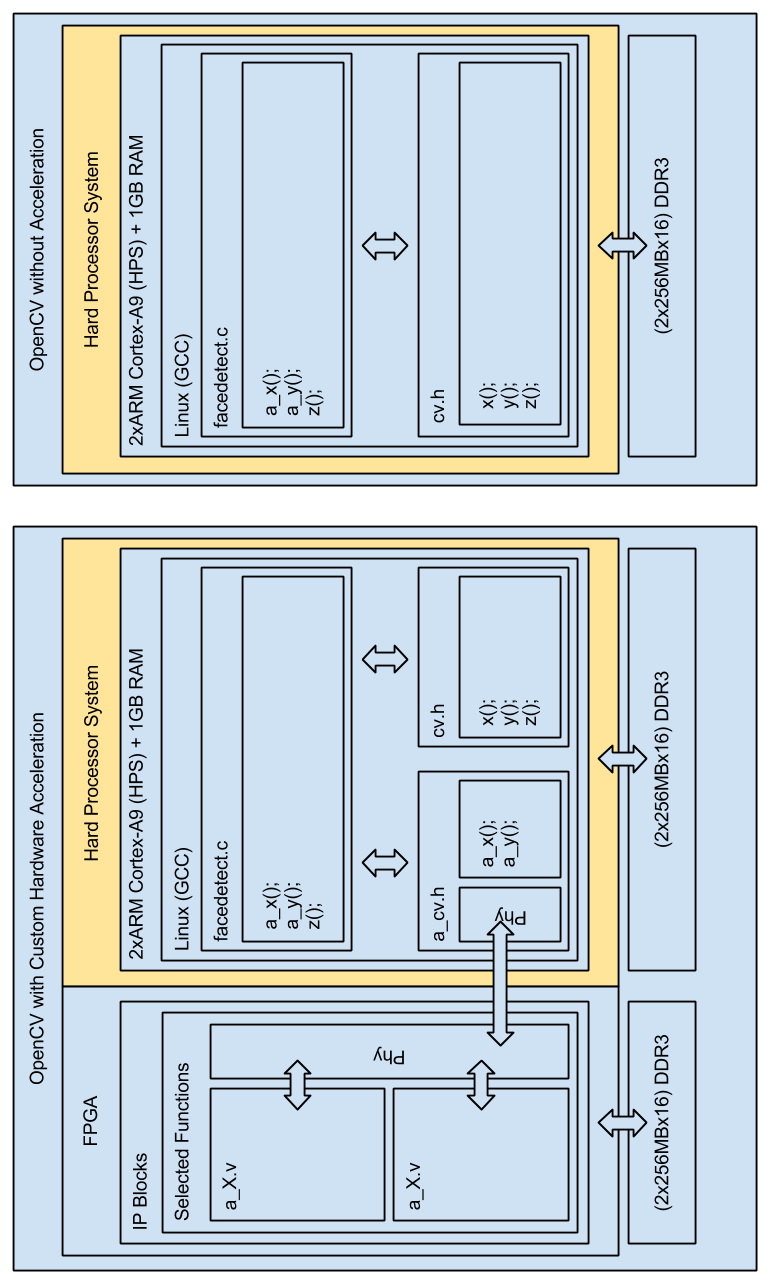 OpenCV with Custom Hardware Acceleration
FPGA
IP Blocks
Selected Functions
a_X.v
a_X.v
Phy
(2x256MBx16) DDR3
Hard Processor System
2xARM Cortex-A9 (HPS) + 1GB RAM
Linux (GCC)
facedetect.c
a_x();
a_y();
z();
a_cv.h
Phy
a_x();
a_y();
cv.h
x();
y();
z();
(2x256MBx16) DDR3
OpenCV without Acceleration
Hard Processor System
2xARM Cortex-A9 (HPS) + 1GB RAM
Linux (GCC)
facedetect.c
a_x();
a_y();
z();
cv.h
x();
y();
z();
(2x256MBx16) DDR3